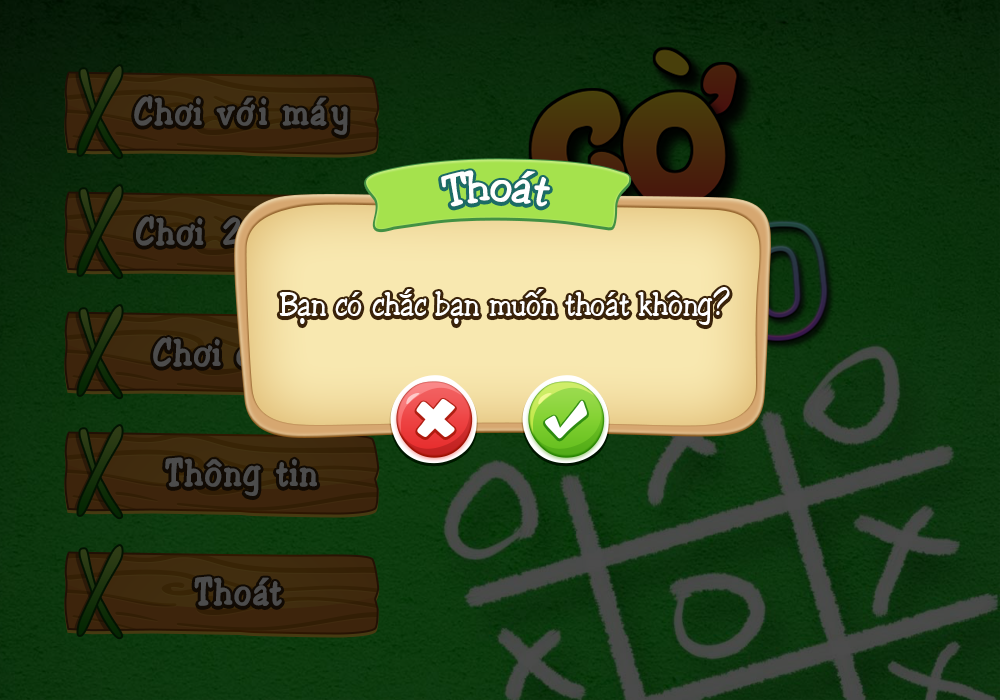 Chơi với máy
CỜ
Thoát
Chơi 2
Bạn có chắc bạn muốn thoát không?
Chơi
Thông tin
Thoát